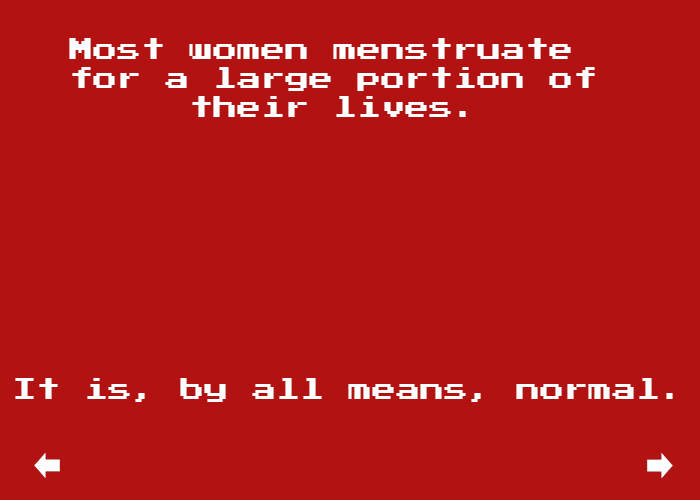 Most women menstruate
for a large portion of
their lives.
It is, by all means, normal.